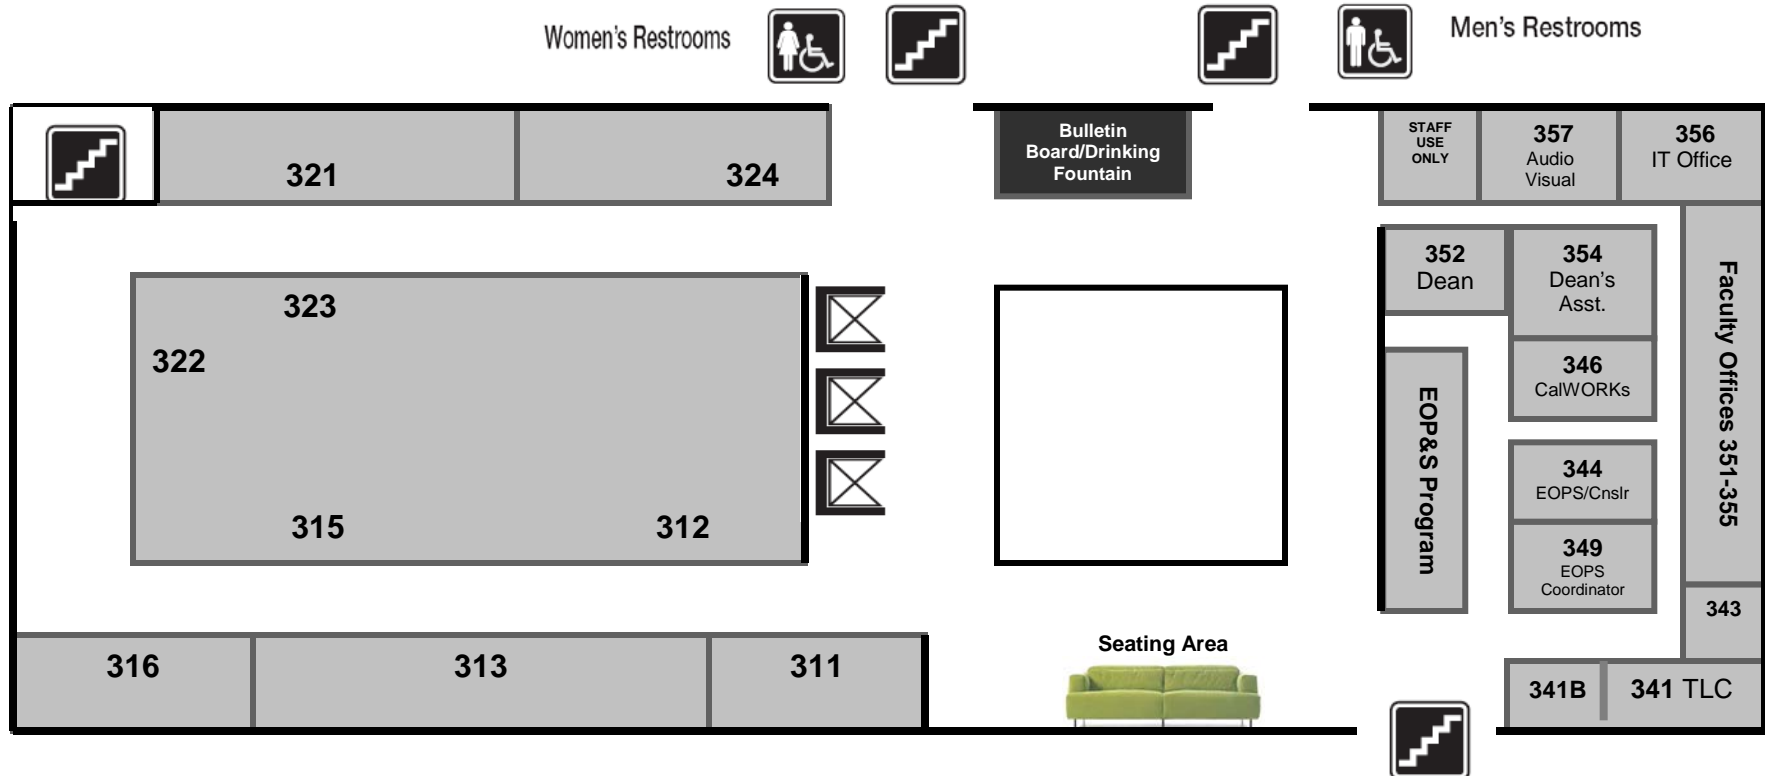 Women's Restrooms
Men's Restrooms
321
324
Bulletin
Board/Drinking
Fountain
STAFF
USE
ONLY
357
Audio
Visual
356
IT Office
352
Dean
354
Dean's
Asst.
323
322
346
CalWORKs
EOP&S Program
Faculty Offices 351-355
344
EOPS/Cnslr
315
312
349
EOPS
Coordinator
343
316
313
311
Seating Area
341B
341 TLC